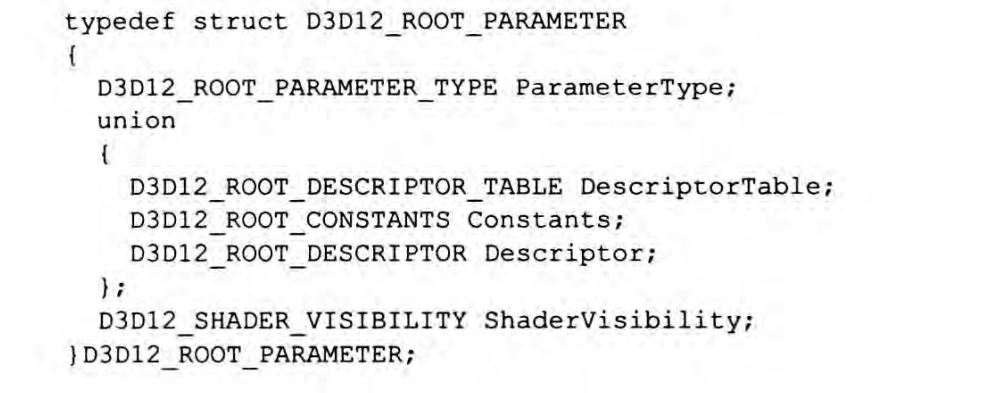 typedef struct D3D12_ROOT_PARAMETER
{
D3D12_ROOT_PARAMETER_TYPE ParameterType;
union
{
D3D12_ROOT_DESCRIPTOR_TABLE DescriptorTable;
D3D12_ROOT_CONSTANTS Constants;
D3D12_ROOT_DESCRIPTOR Descriptor;
};
D3D12_SHADER_VISIBILITY ShaderVisibility;
}D3D12_ROOT_PARAMETER;